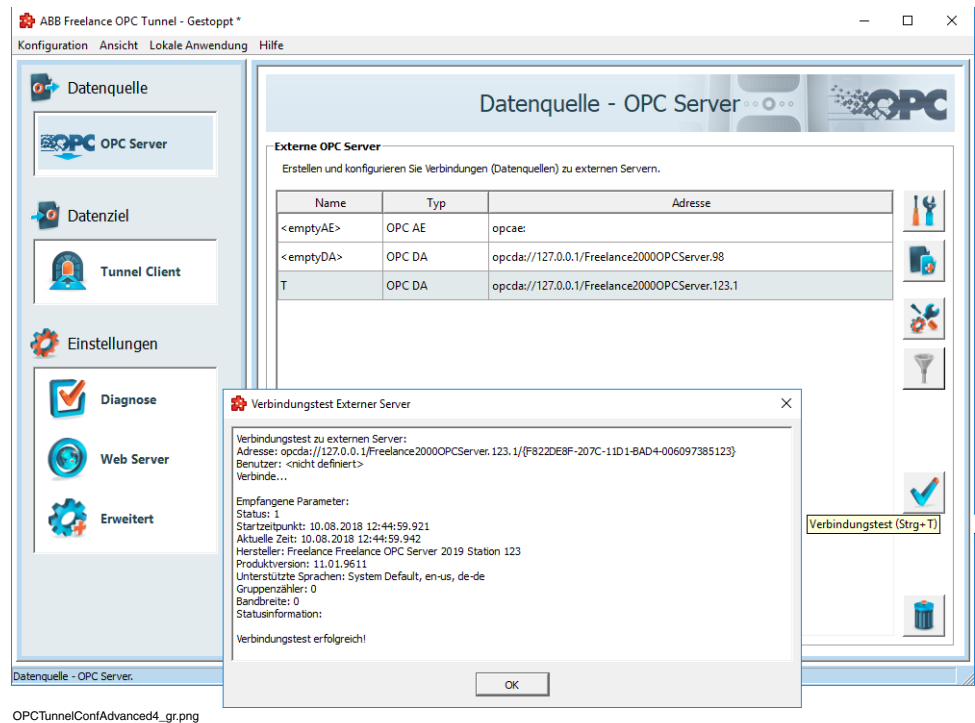 ABB Freelance OPC Tunnel - Gestoppt *
Konfiguration Ansicht Lokale Anwendung Hilfe
Datenquelle
OPC OPC Server
Datenziel
Tunnel Client
Einstellungen
Diagnose
Web Server
Erweitert
Datenquelle - OPC Server
OPC
Externe OPC Server
Erstellen und konfigurieren Sie Verbindungen (Datenquellen) zu externen Servern.
Name Typ Adresse
<emptyAE> OPC AE opcae:
<emptyDA> OPC DA opcda://127.0.0.1/Freelance2000OPCServer.98
T OPC DA opcda://127.0.0.1/Freelance2000OPCServer.123.1
Verbindungstest (Strg+T)
Verbindungstest Externer Server
Verbindungstest zu externen Server:
Adresse: opcda://127.0.0.1/Freelance2000OPCServer.123.1/{F822DE8F-207C-11D1-BAD4-006097385123}
Benutzer: <nicht definiert>
Verbinde...
Empfangene Parameter:
Status: 1
Startzeitpunkt: 10.08.2018 12:44:59.921
Aktuelle Zeit: 10.08.2018 12:44:59.942
Hersteller: Freelance Freelance OPC Server 2019 Station 123
Produktversion: 11.01.9611
Unterstützte Sprachen: System Default, en-us, de-de
Gruppenzähler: 0
Bandbreite: 0
Statusinformation:
Verbindungstest erfolgreich!
OK
Datenquelle - OPC Server.
OPCTunnelConfAdvanced4_gr.png